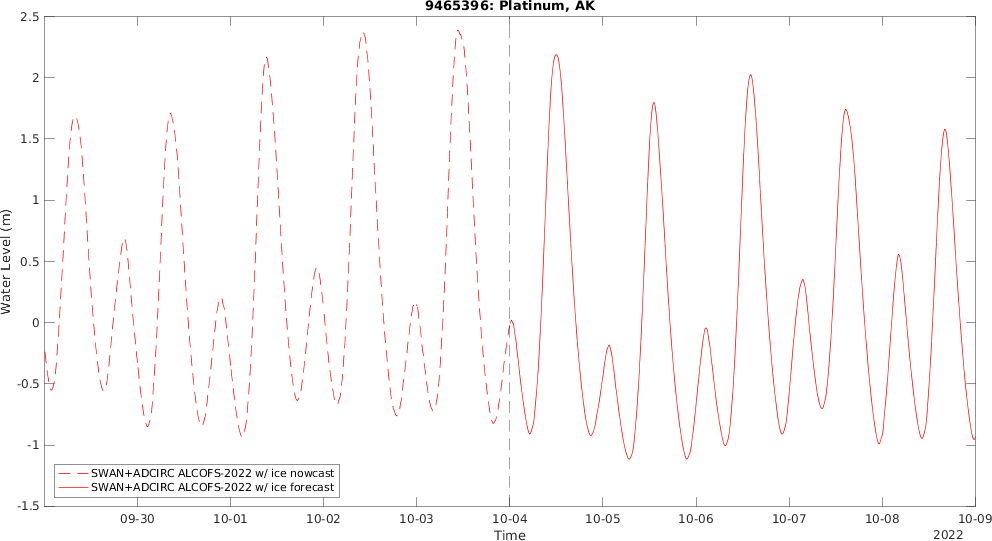 9465396: Platinum, AK
2.5
2
1.5
1
0.5
0
-0.5
-1
-1.5
Water Level (m)
SWAN+ADCIRC ALCOFS-2022 w/ ice nowcast
SWAN+ADCIRC ALCOFS-2022 w/ ice forecast
09-30 10-01 10-02 10-03 10-04 10-05 10-06 10-07 10-08 10-09
Time
2022